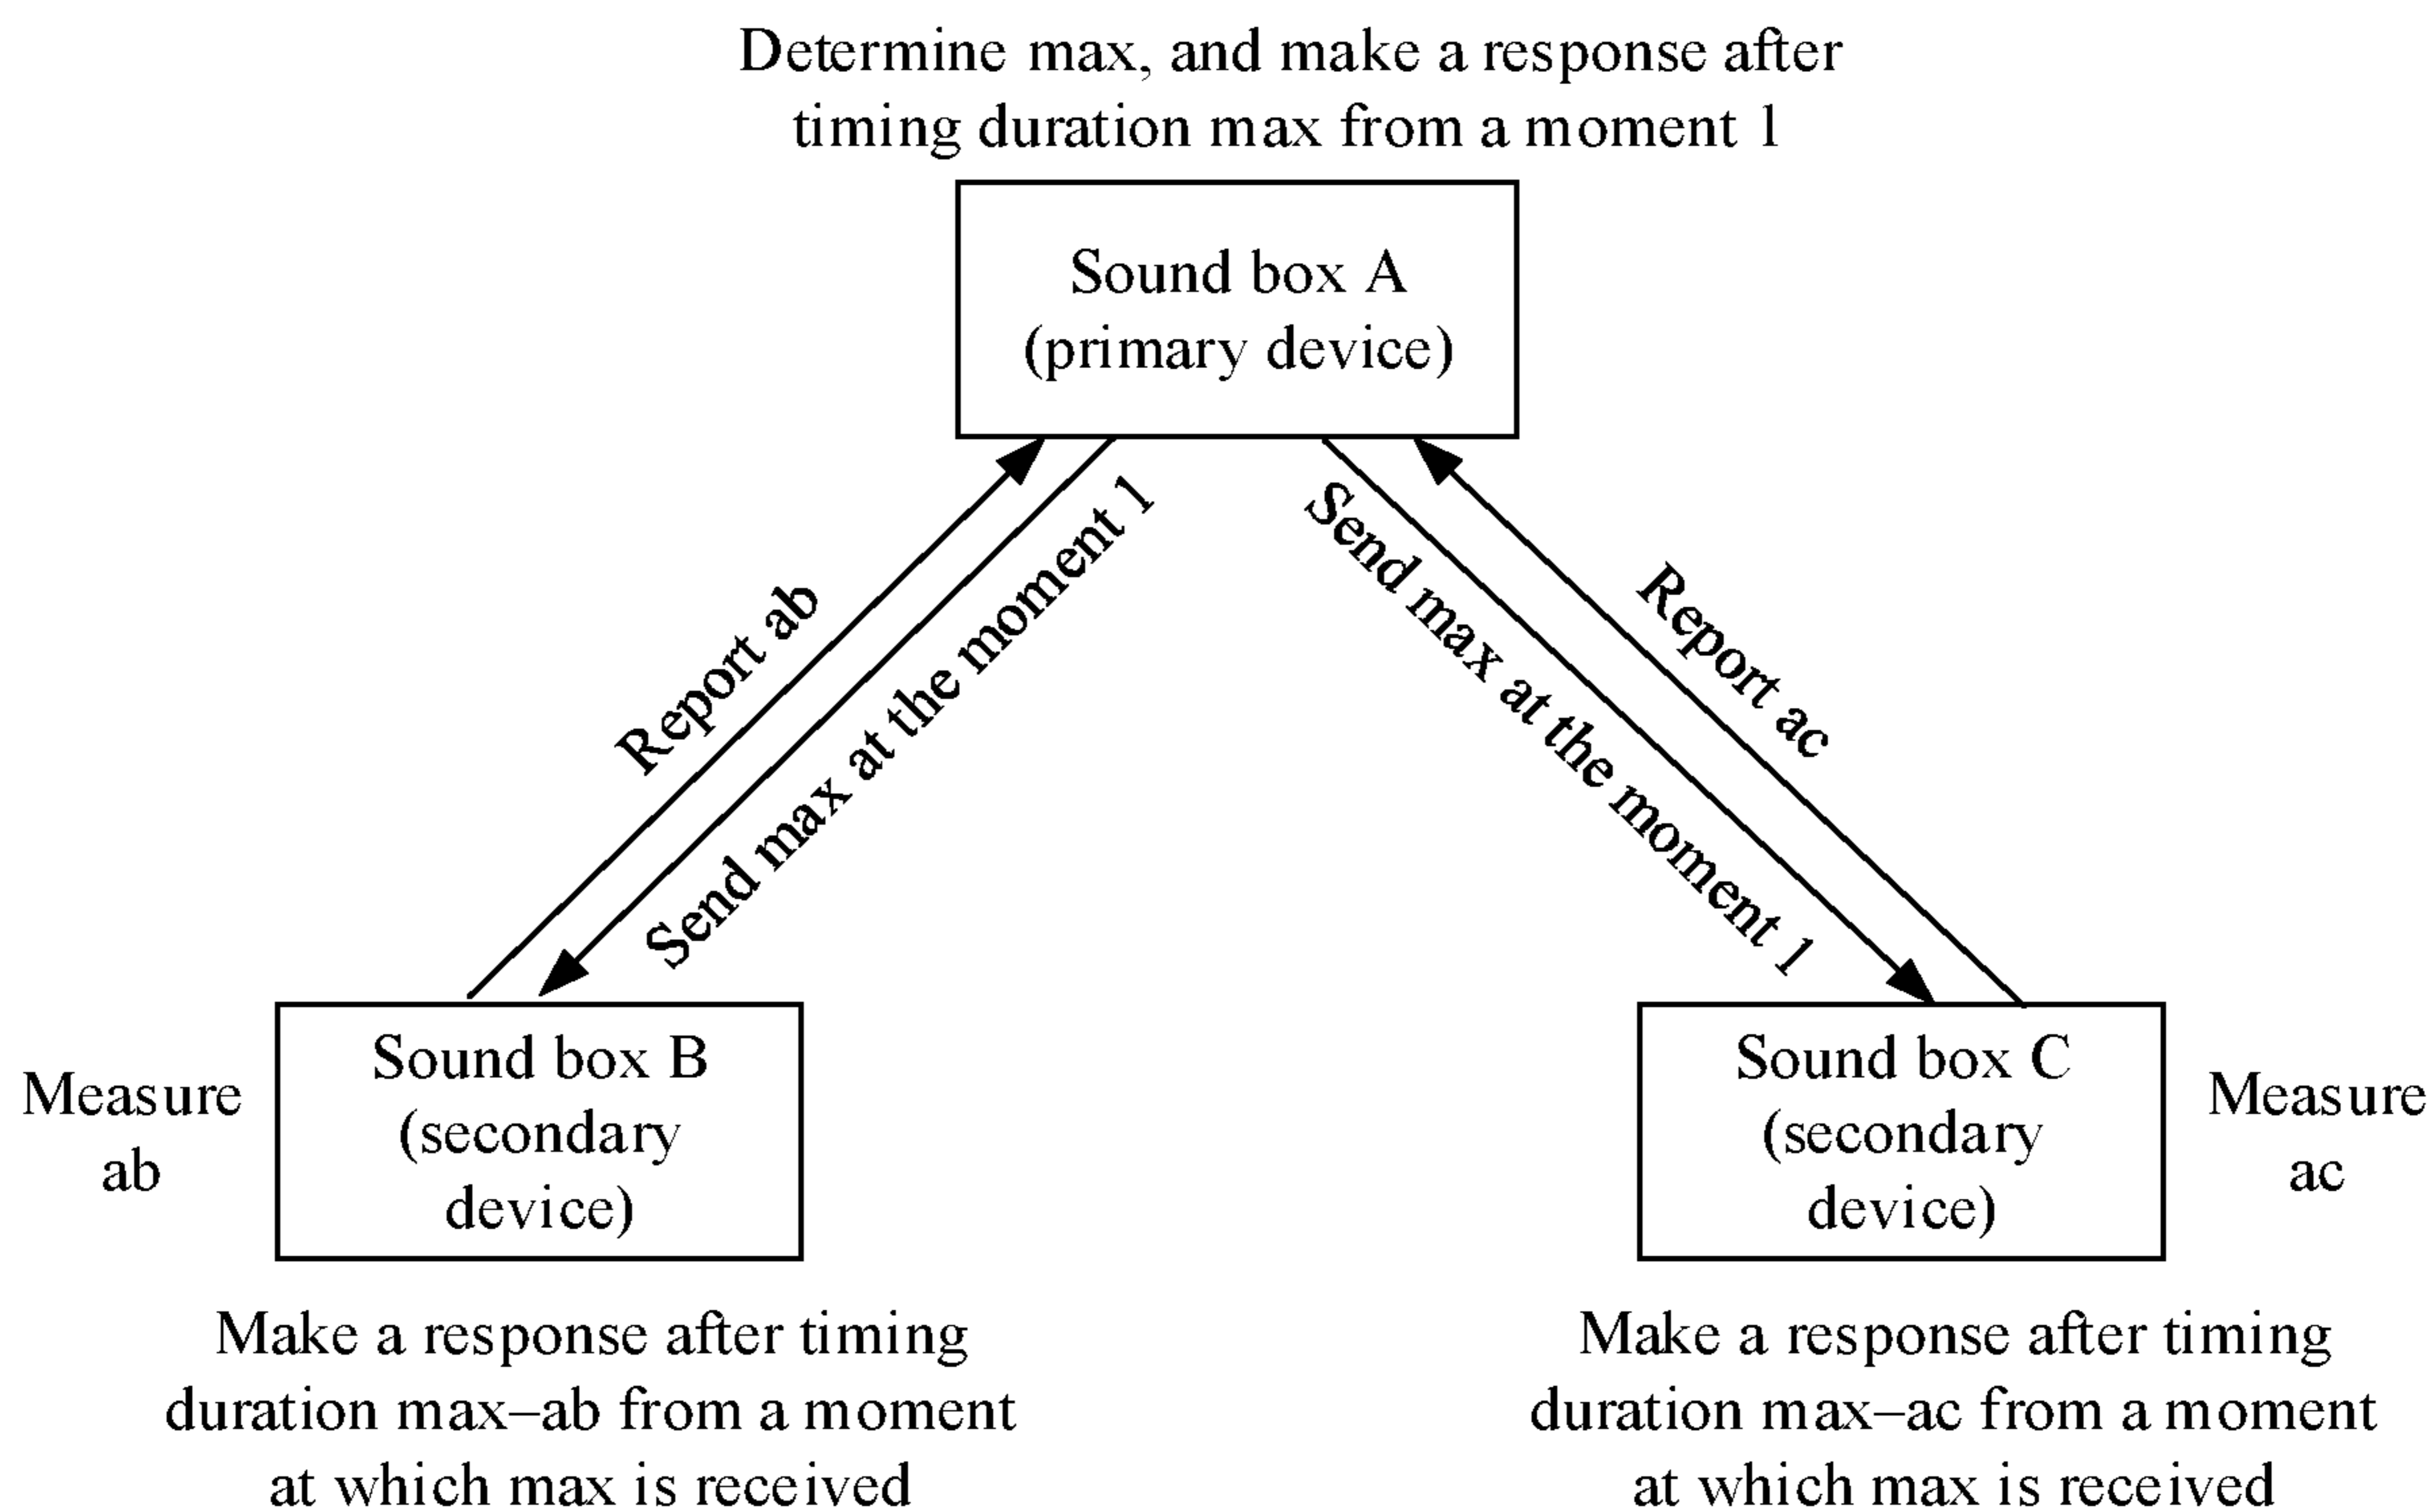 Determine max, and make a response after
timing duration max from a moment 1
Sound box A
(primary device)
Report ab
Send max at the moment 1
Send max at the moment 1
Report ac
Measure
ab
Sound box B
(secondary
device)
Sound box C
(secondary
device)
Measure
ac
Make a response after timing
duration max–ab from a moment
at which max is received
Make a response after timing
duration max–ac from a moment
at which max is received